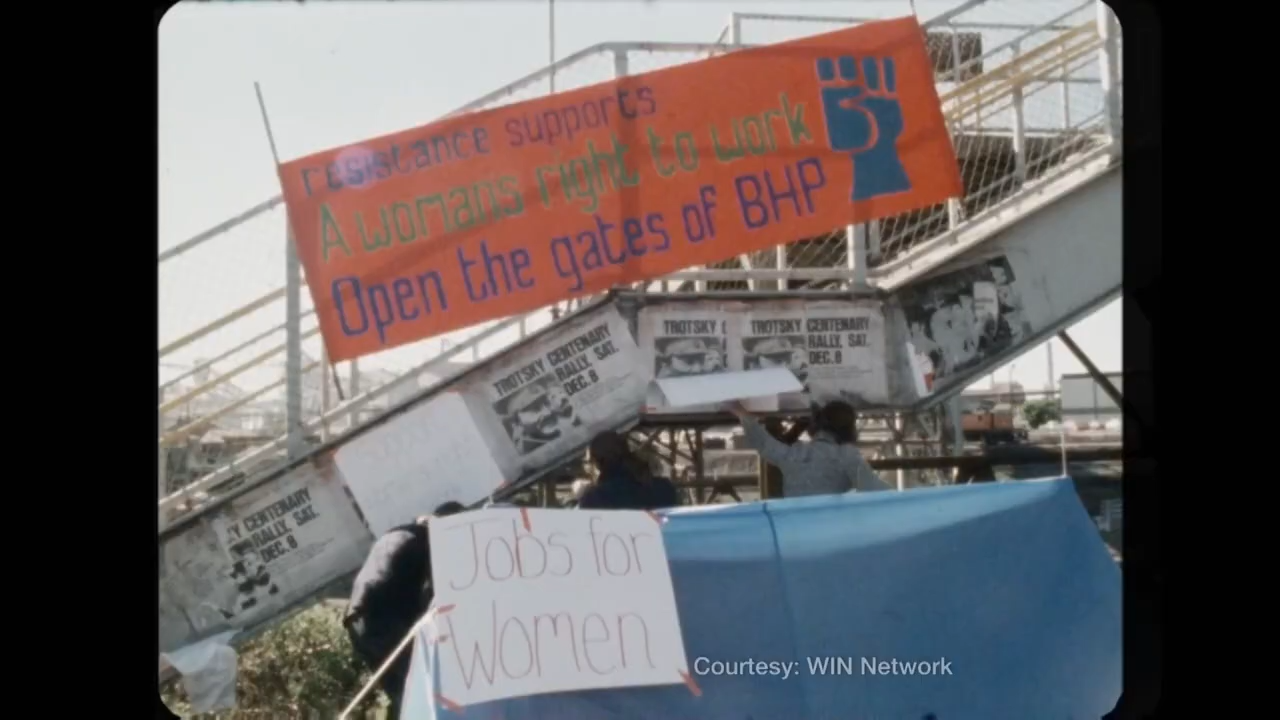 resistance supports
A womans right to work
Open the gates of BHP
TROTSKY CENTENARY
RALLY, SAT.
DEC. 8
TROTSKY C
TROTSKY CENTENARY
RALLY, SAT.
DEC. 8
Y CENTENARY
RALLY, SAT.
DEC. 8
Jobs for
Women
Courtesy: WIN Network